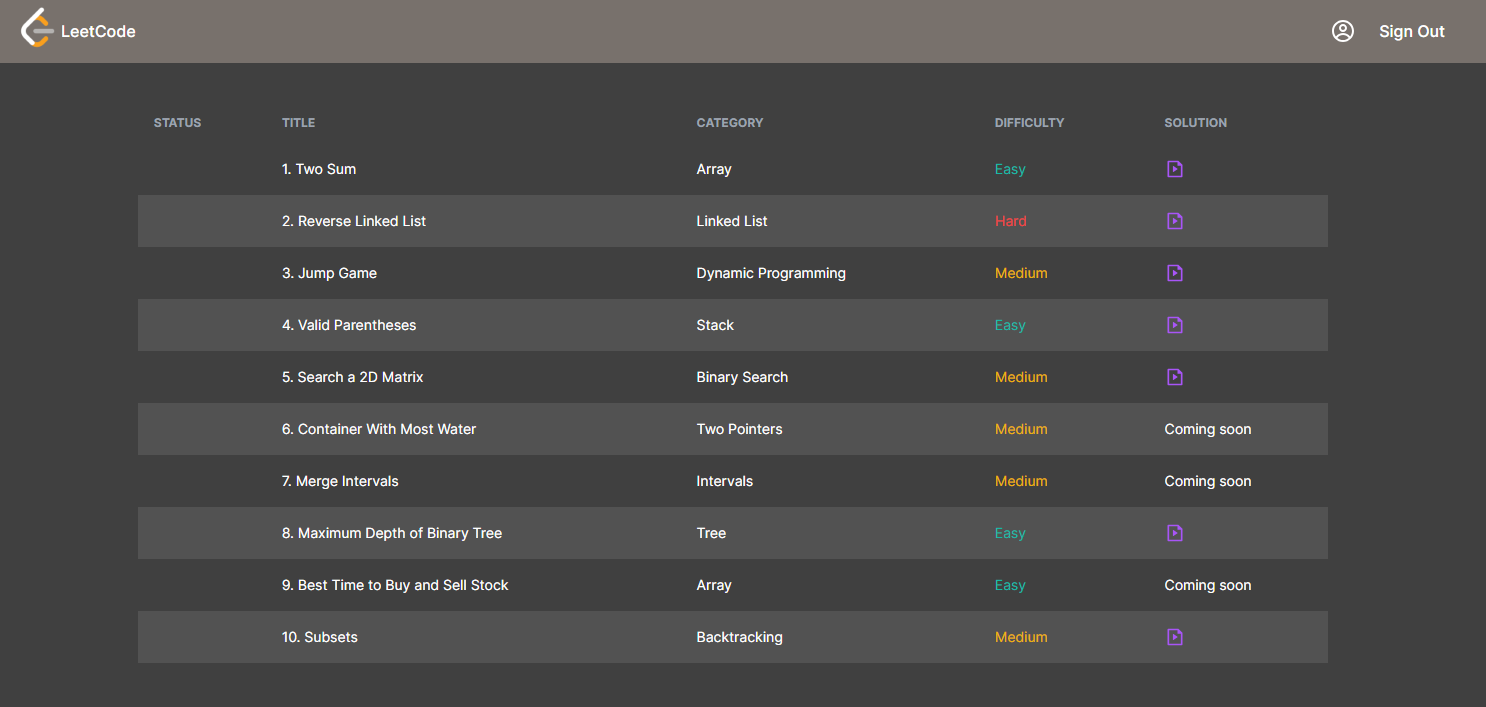 LeetCode Sign Out
STATUS TITLE CATEGORY DIFFICULTY SOLUTION
1. Two Sum Array Easy
2. Reverse Linked List Linked List Hard
3. Jump Game Dynamic Programming Medium
4. Valid Parentheses Stack Easy
5. Search a 2D Matrix Binary Search Medium
6. Container With Most Water Two Pointers Medium Coming soon
7. Merge Intervals Intervals Medium Coming soon
8. Maximum Depth of Binary Tree Tree Easy
9. Best Time to Buy and Sell Stock Array Easy Coming soon
10. Subsets Backtracking Medium